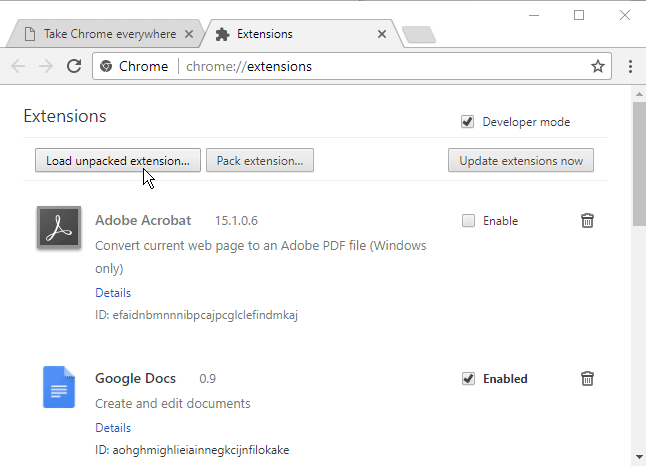 Take Chrome everywhere
Extensions
Chrome chrome://extensions
Extensions
Developer mode
Load unpacked extension... Pack extension... Update extensions now
Adobe Acrobat 15.1.0.6 Enable
Convert current web page to an Adobe PDF file (Windows
only)
Details
ID: efaidnbmnnnibpcajpcglclefindmkaj
Google Docs 0.9 Enabled
Create and edit documents
Details
ID: aohghmighlieiainnegkcijnfilokake